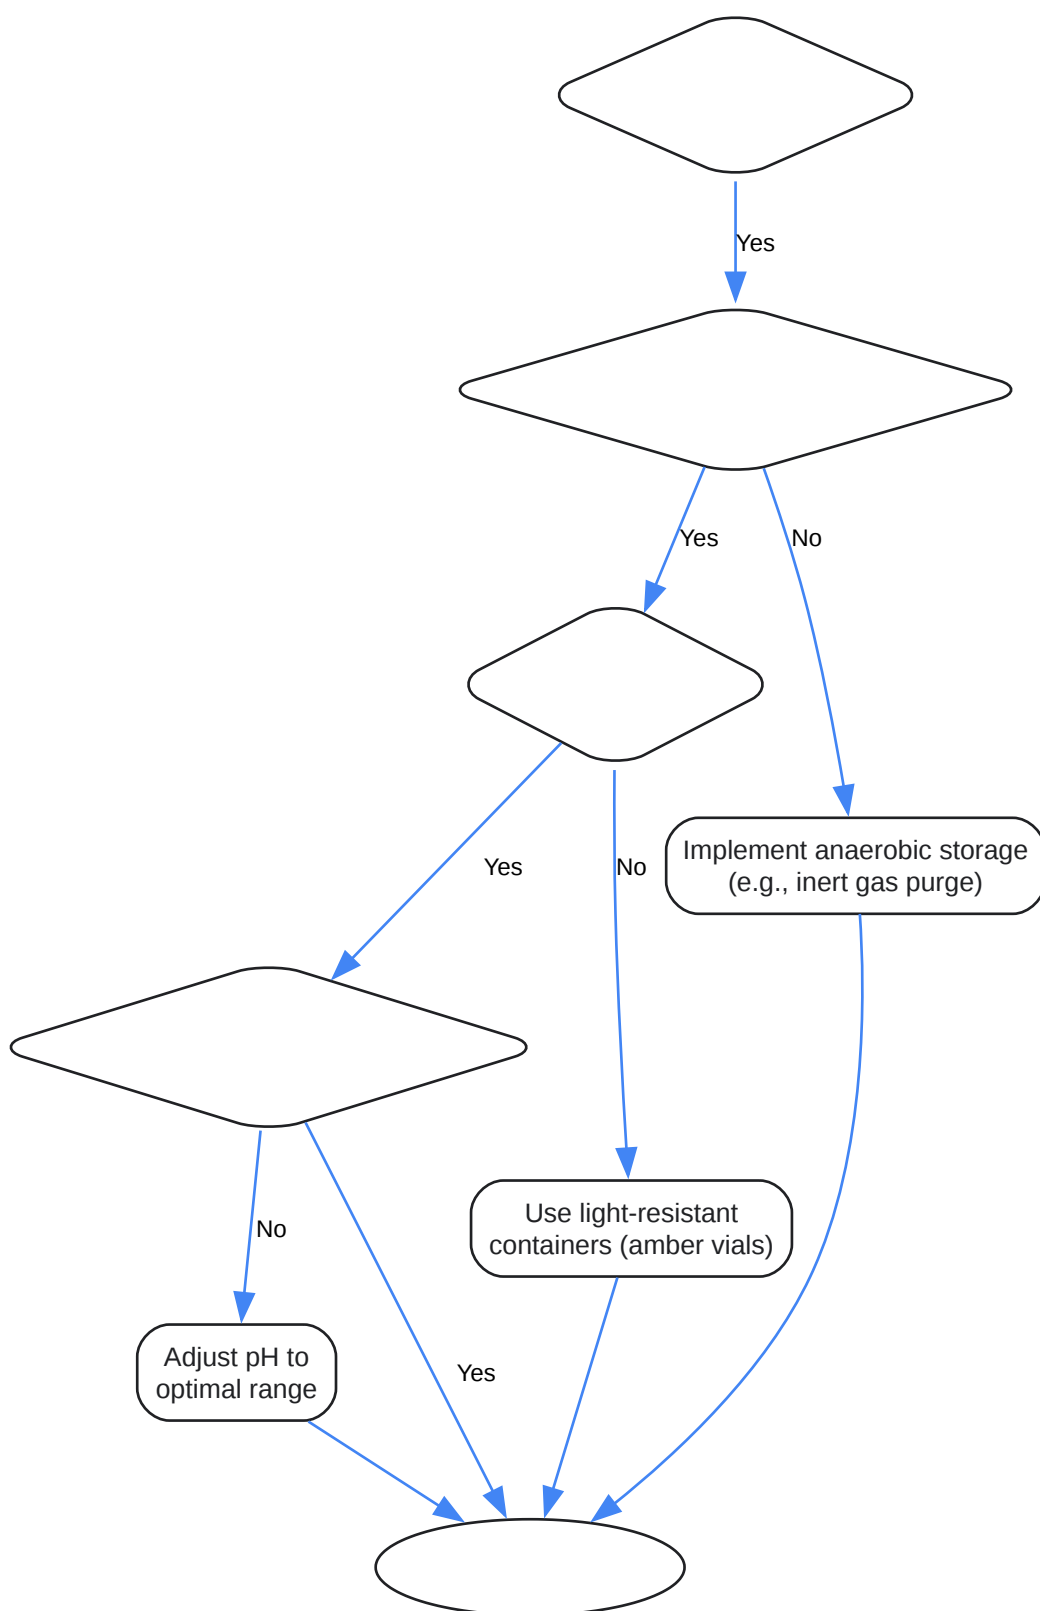 Yes
Yes
No
Implement anaerobic storage
(e.g., inert gas purge)
Yes
No
Use light-resistant
containers (amber vials)
No
Adjust pH to
optimal range
Yes